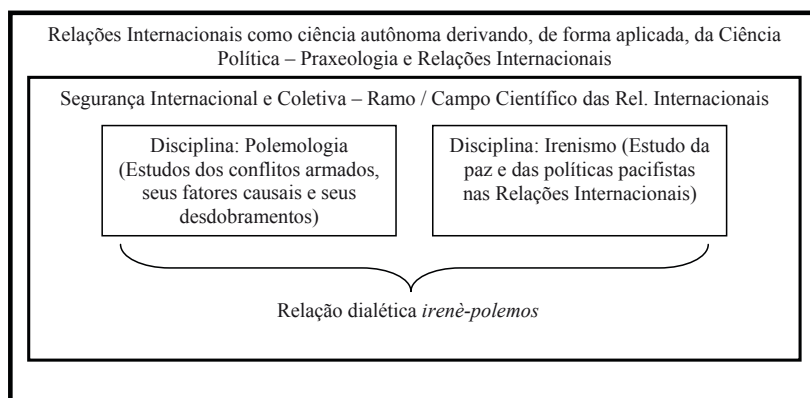 Relações Internacionais como ciência autônoma derivando, de forma aplicada, da Ciência
Política – Praxeologia e Relações Internacionais
Segurança Internacional e Coletiva – Ramo / Campo Científico das Rel. Internacionais
Disciplina: Polemologia
(Estudos dos conflitos armados,
seus fatores causais e seus
desdobramentos)
Disciplina: Irenismo (Estudo da
paz e das políticas pacifistas
nas Relações Internacionais)
Relação dialética irenè-polemos